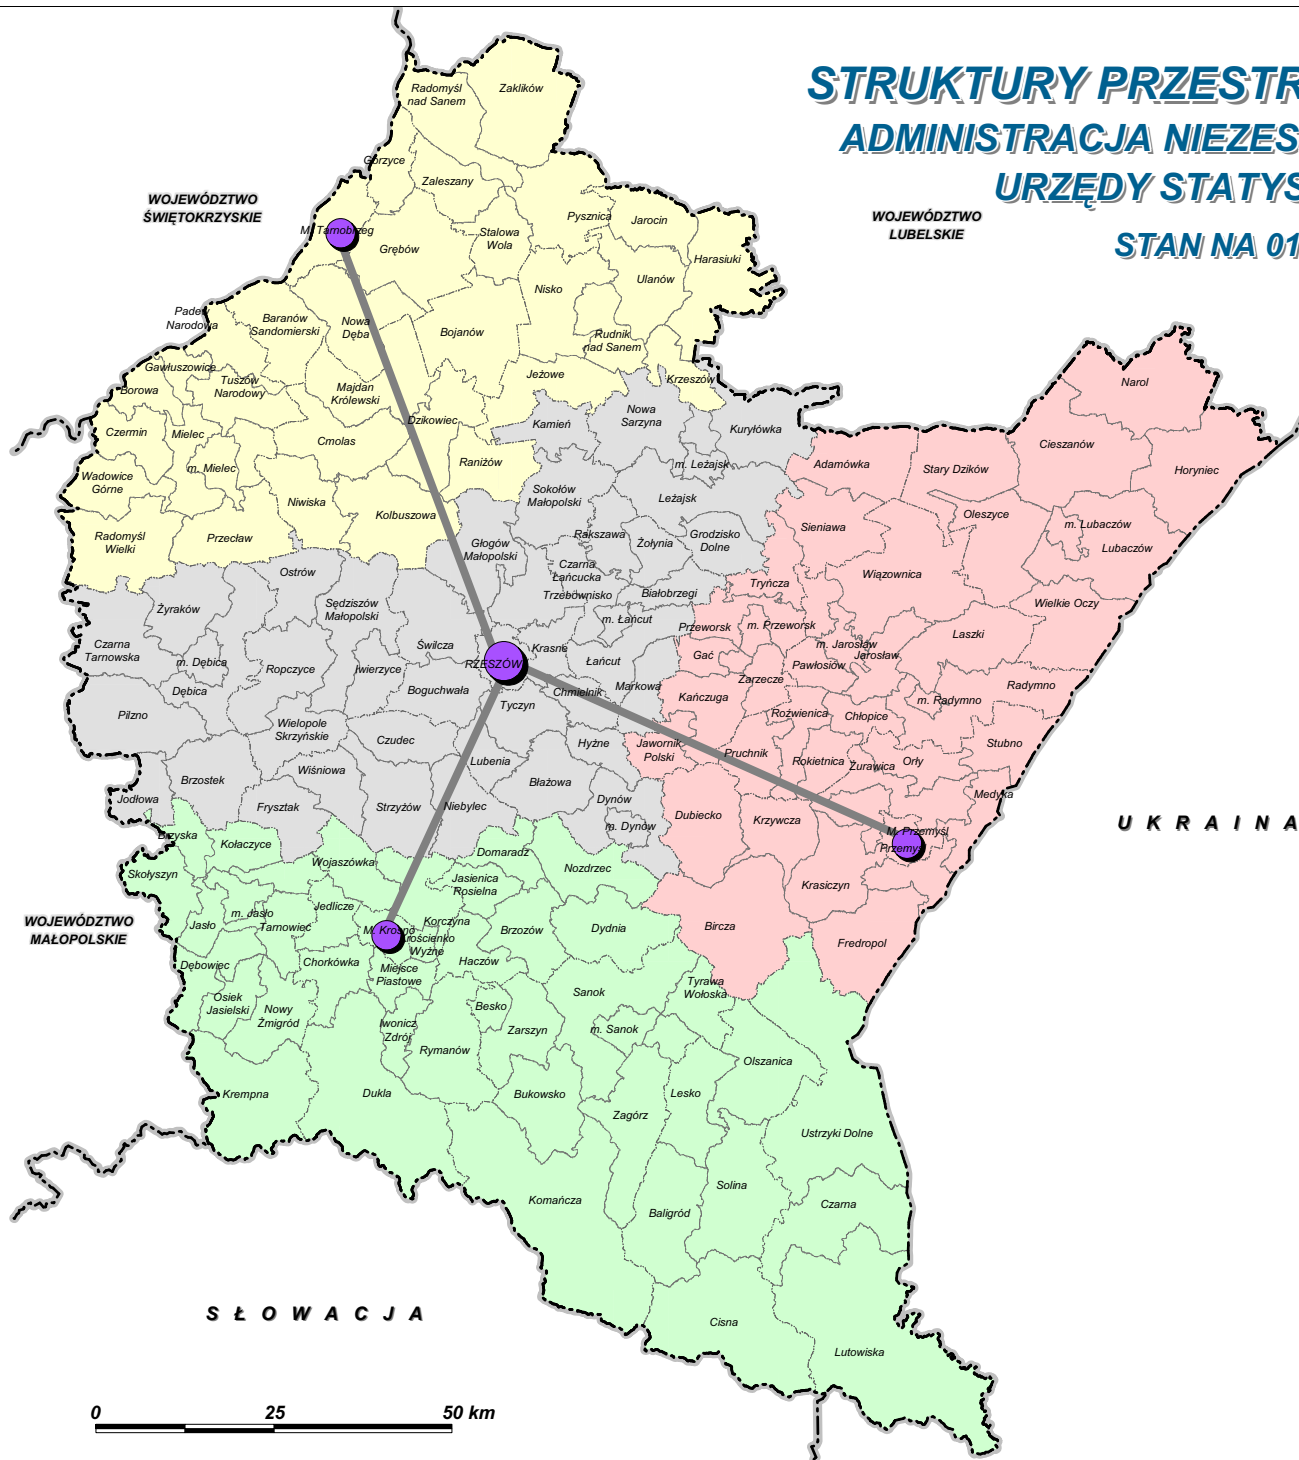 STRUKTURY PRZESTR
ADMINISTRACJA NIEZES
URZĘDY STATYS
STAN NA 01
WOJEWÓDZTWO
ŚWIĘTOKRZYSKIE
WOJEWÓDZTWO
LUBELSKIE
Radomyśl
nad Sanem
Zaklików
Gorzyce
Zaleszany
M. Tarnobrzeg
Grębów
Stalowa
Wola
Pysznica
Jarocin
Harasiuki
Ulanów
Nisko
Padew
Narodowa
Baranów
Sandomierski
Nowa
Dęba
Bojanów
Rudnik
nad Sanem
Gawłuszowice
Tuszów
Narodowy
Borowa
Majdan
Królewski
Jeżowe
Krzeszów
Narol
Czermin
Mielec
m. Mielec
Cmolas
Dzikowiec
Kamień
Nowa
Sarzyna
Kuryłówka
Cieszanów
Wadowice
Górne
Niwiska
Raniżów
m. Leżajsk
Adamówka
Stary Dzików
Horyniec
Sokołów
Małopolski
Leżajsk
Kolbuszowa
Oleszyce
m. Lubaczów
Lubaczów
Radomyśl
Wielki
Przecław
Głogów
Małopolski
Rakszawa
Żołynia
Grodzisko
Dolne
Sieniawa
Ostrów
Czarna
Łańcucka
Wiązownica
Trzebownisko
Białobrzegi
Tryńcza
Żyraków
Sędziszów
Małopolski
m. Łańcut
Przeworsk
m. Przeworsk
Wielkie Oczy
Czarna
Tarnowska
m. Dębica
Ropczyce
Iwierzyce
Świlcza
RZESZÓW
Krasne
Łańcut
Gać
Pawłosiów
m. Jarosław
Jarosław
Laszki
Dębica
Boguchwała
Chmielnik
Markowa
Kańczuga
Zarzecze
Radymno
m. Radymno
Pilzno
Wielopole
Skrzyńskie
Tyczyn
Roźwienica
Chłopice
Czudec
Hyżne
Jawornik
Polski
Pruchnik
Rokietnica
Żurawica
Orły
Stubno
Brzostek
Wiśniowa
Lubenia
Błażowa
Jodłowa
Frysztak
Strzyżów
Niebylec
Dynów
m. Dynów
Dubiecko
Krzywcza
Medyka
M. Przemyśl
Przemyśl
UKRAINA
Brzyska
Kołaczyce
Wojaszówka
Domaradz
Nozdrzec
Skołyszyn
Jasienica
Rosielna
Krasiczyn
WOJEWÓDZTWO
MAŁOPOLSKIE
Jasło
m. Jasło
Tarnowiec
Jedlicze
M. Krosno
Korczyna
Krościenko
Wyżne
Brzozów
Dydnia
Bircza
Fredropol
Dębowiec
Chorkówka
Miejsce
Piastowe
Haczów
Osiek
Jasielski
Nowy
Żmigród
Iwonicz
Zdrój
Besko
Zarszyn
Sanok
m. Sanok
Tyrawa
Wołoska
Rymanów
Olszanica
Krempna
Dukla
Bukowsko
Zagórz
Lesko
Ustrzyki Dolne
Komańcza
Baligród
Solina
Czarna
SŁOWACJA
Cisna
Lutowiska
0 25 50 km